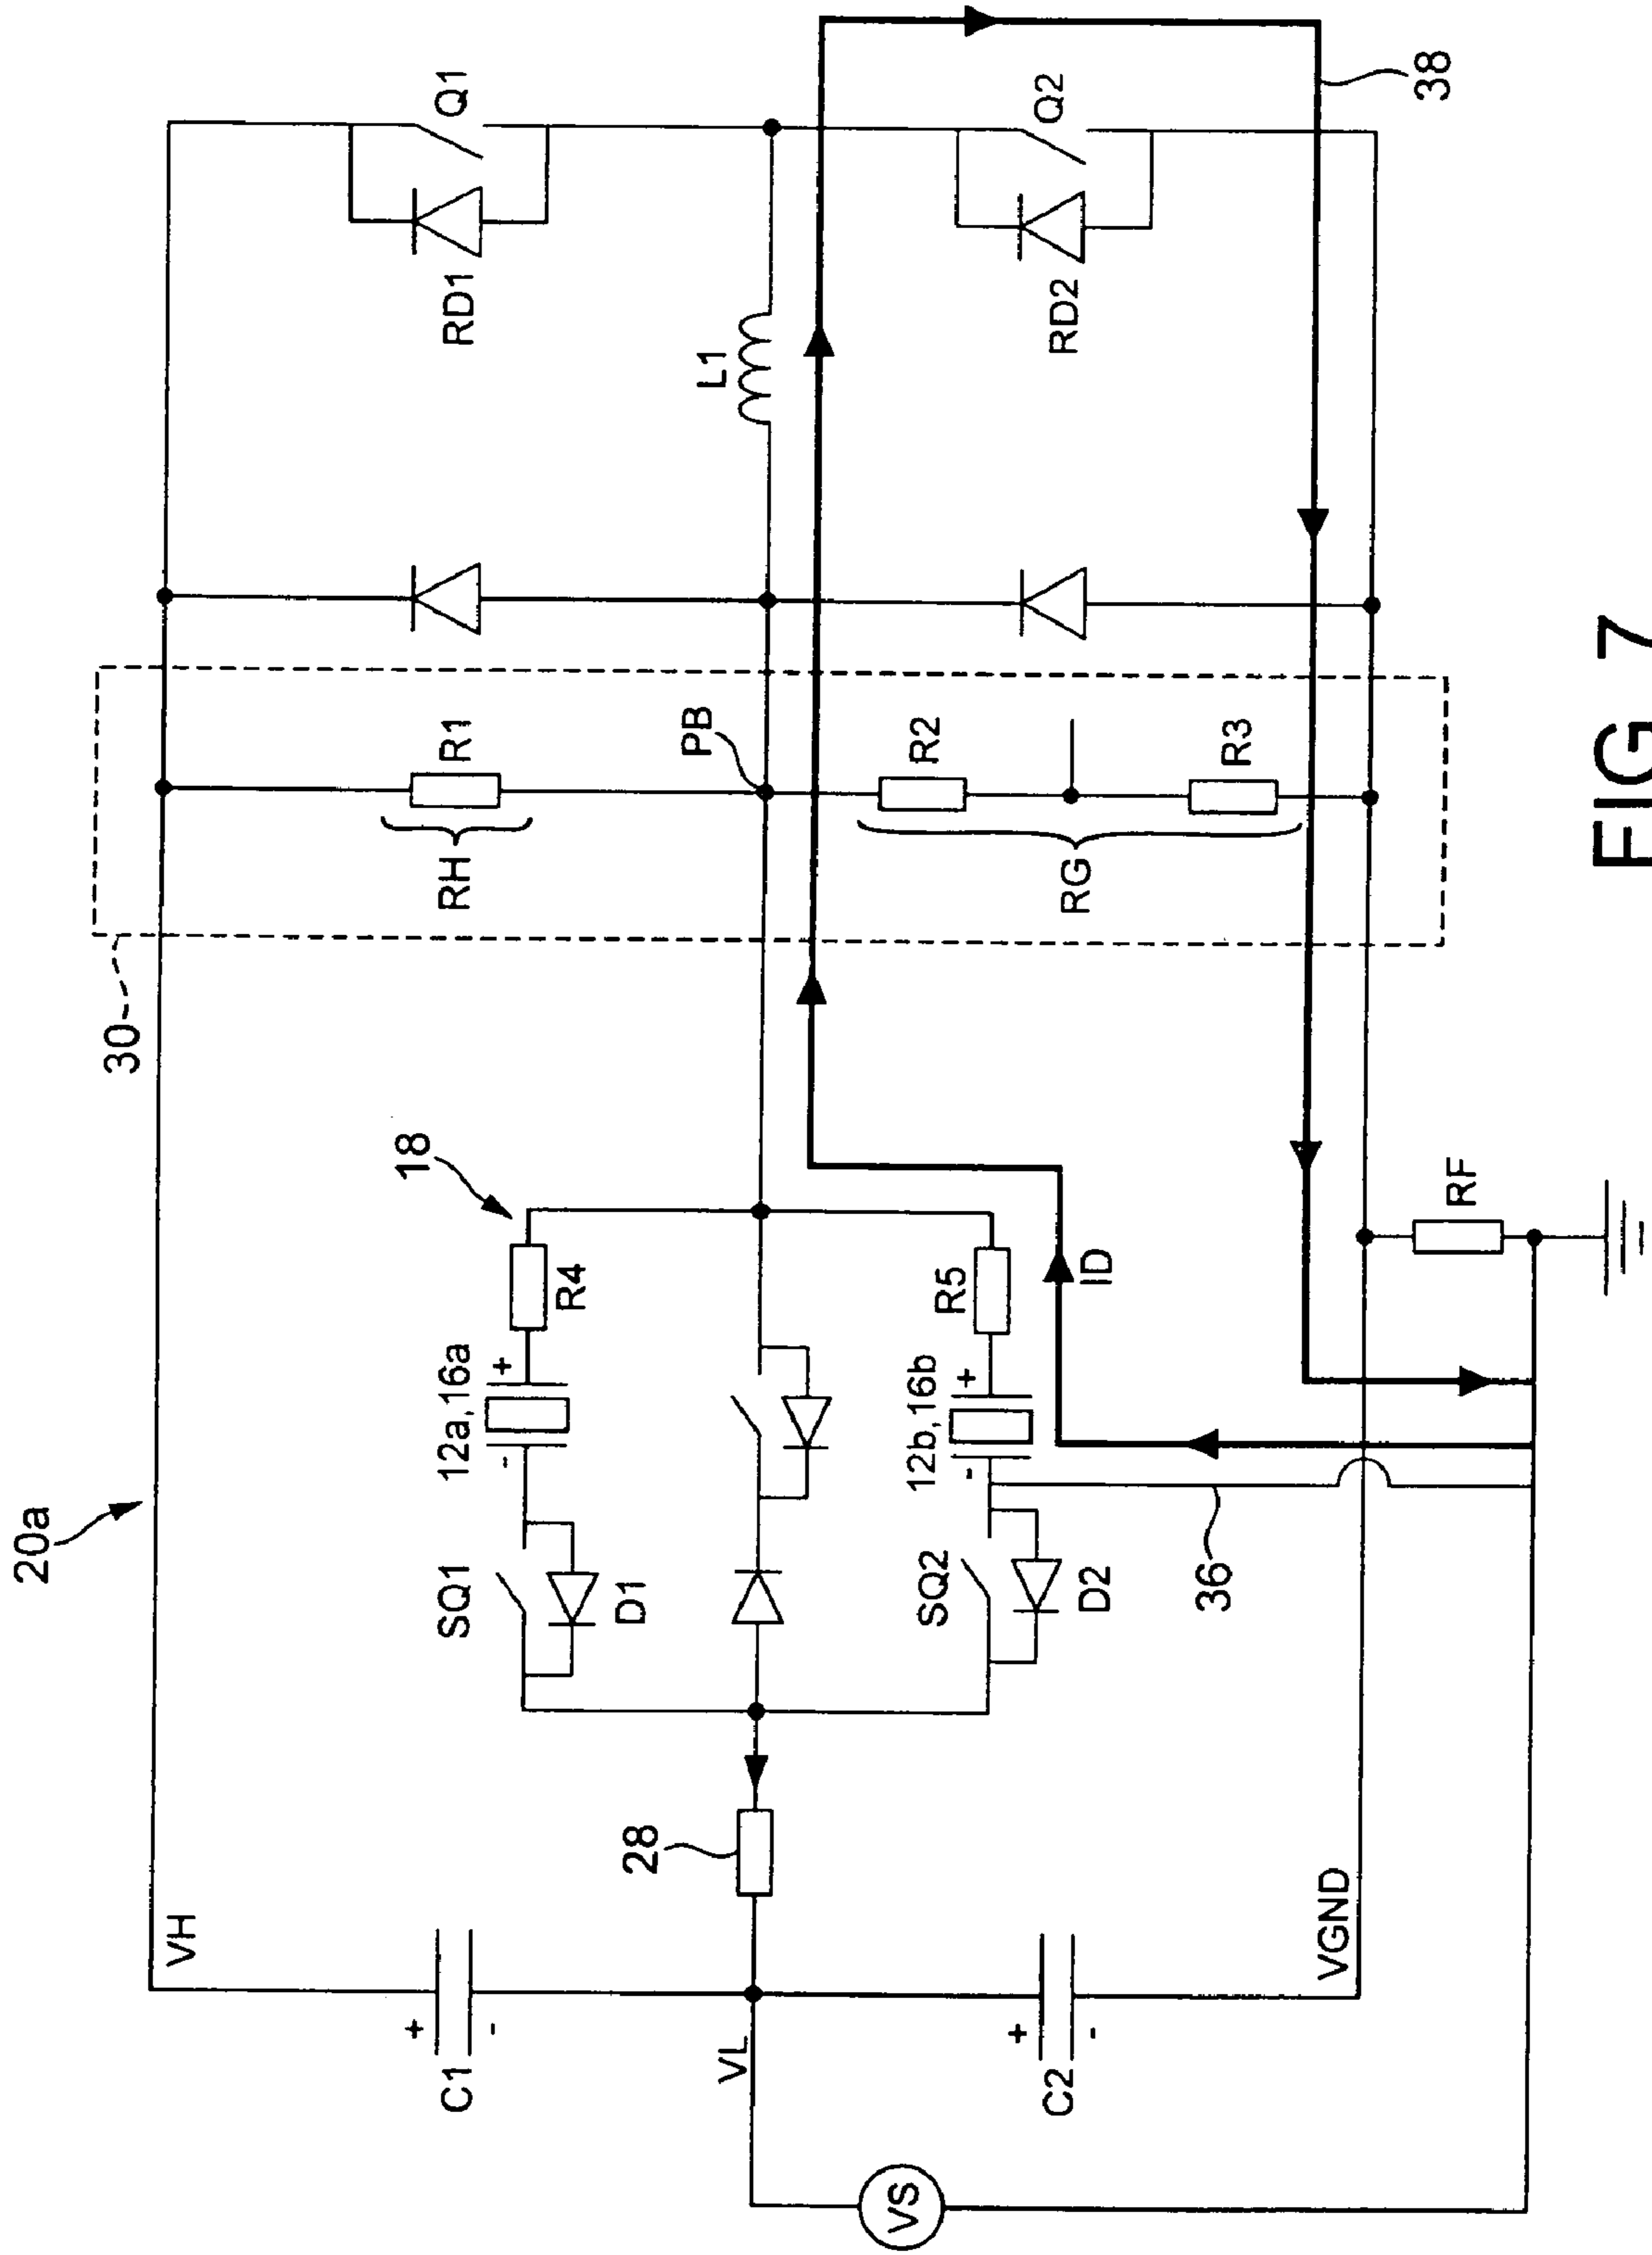 20a
VH
C1
+
-
VL
VS
C2
+
-
VGND
28
SQ1
D1
12a,16a
-
+
R4
18
SQ2
D2
12b,16b
-
+
R5
36
ID
RF
30
RH
R1
PB
RG
R2
R3
L1
RD1
Q1
RD2
Q2
38
FIG 7